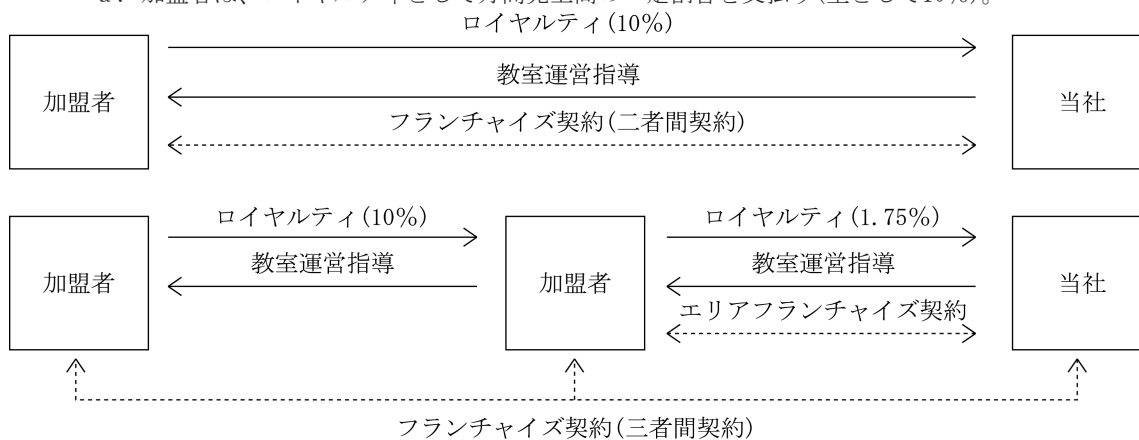 ロイヤルティ(10%)
教室運営指導
加盟者
当社
フランチャイズ契約(二者間契約)
ロイヤルティ(10%)
ロイヤルティ(1.75%)
教室運営指導
教室運営指導
加盟者
加盟者
当社
エリアフランチャイズ契約
フランチャイズ契約(三者間契約)